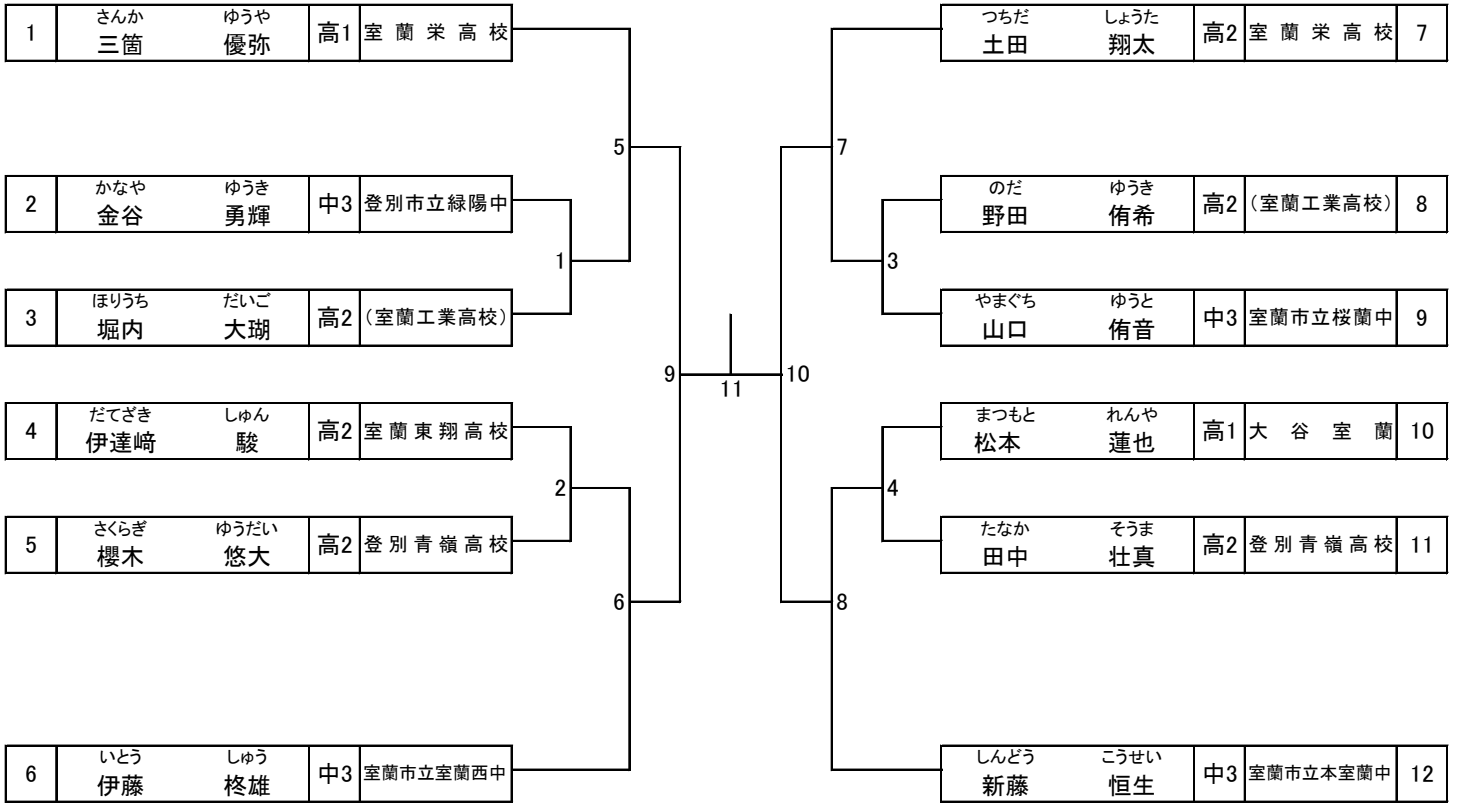 さんか ゆうや
1 三箇 優弥 高1 室蘭栄高校
かなや ゆうき
2 金谷 勇輝 中3 登別市立緑陽中
ほりうち だいご
3 堀内 大瑚 高2 (室蘭工業高校)
だてざき しゅん
4 伊達﨑 駿 高2 室蘭東翔高校
さくらぎ ゆうだい
5 櫻木 悠大 高2 登別青嶺高校
いとう しゅう
6 伊藤 柊雄 中3 室蘭市立室蘭西中
5
1
2
6
9
11
10
7
3
4
8
つちだ しょうた
土田 翔太 高2 室蘭栄高校 7
のだ ゆうき
野田 侑希 高2 (室蘭工業高校) 8
やまぐち ゆうと
山口 侑音 中3 室蘭市立桜蘭中 9
まつもと れんや
松本 蓮也 高1 大谷室蘭 10
たなか そうま
田中 壮真 高2 登別青嶺高校 11
しんどう こうせい
新藤 恒生 中3 室蘭市立本室蘭中 12